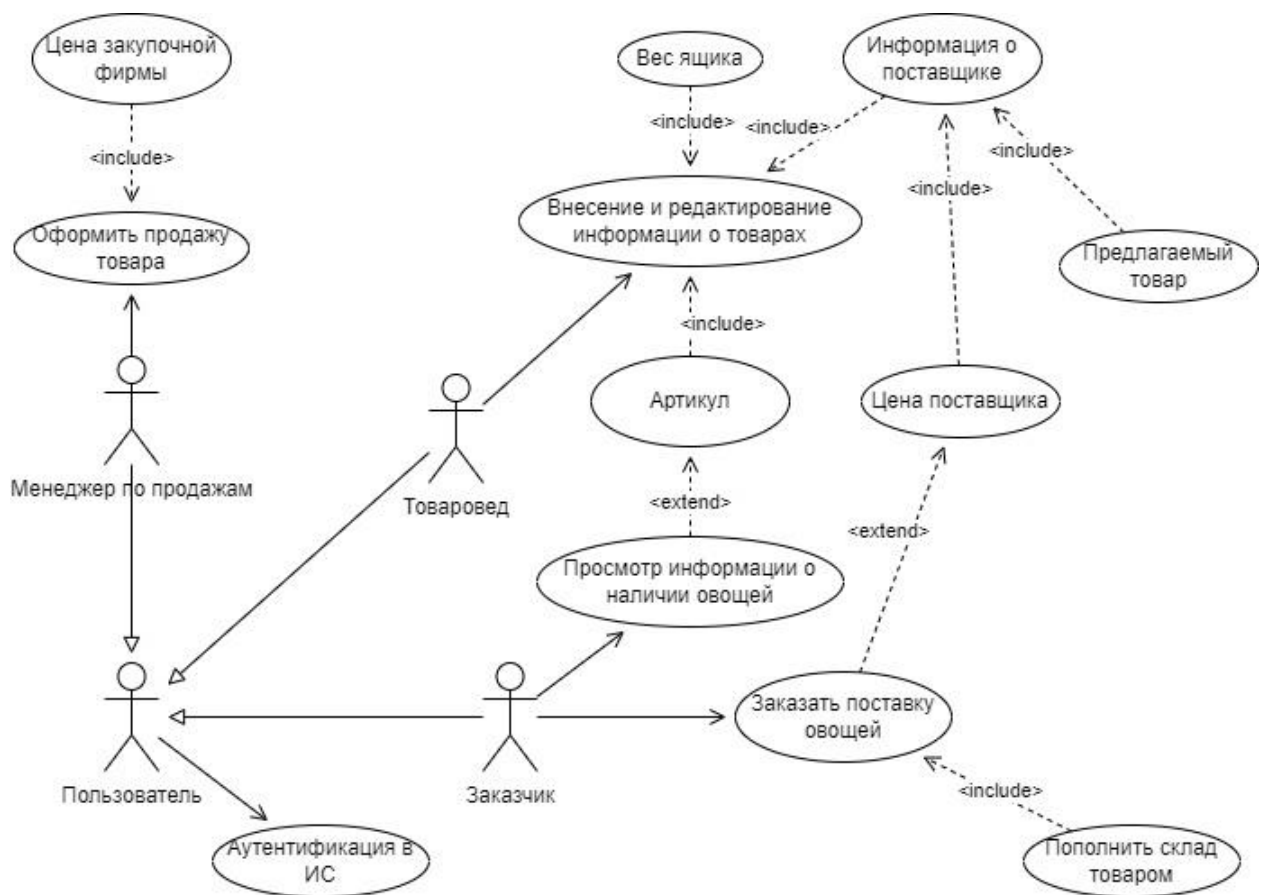 Цена закупочной
фирмы
Вес ящика
Информация о
поставщике
<include>
<include>
<include>
<include>
<include>
Оформить продажу
товара
Внесение и редактирование
информации о товарах
Предлагаемый
товар
<include>
Артикул
Цена поставщика
Менеджер по продажам
Товаровед
<extend>
<extend>
Просмотр информации о
наличии овощей
Заказать поставку
овощей
Пользователь
Заказчик
<include>
Аутентификация в
ИС
Пополнить склад
товаром